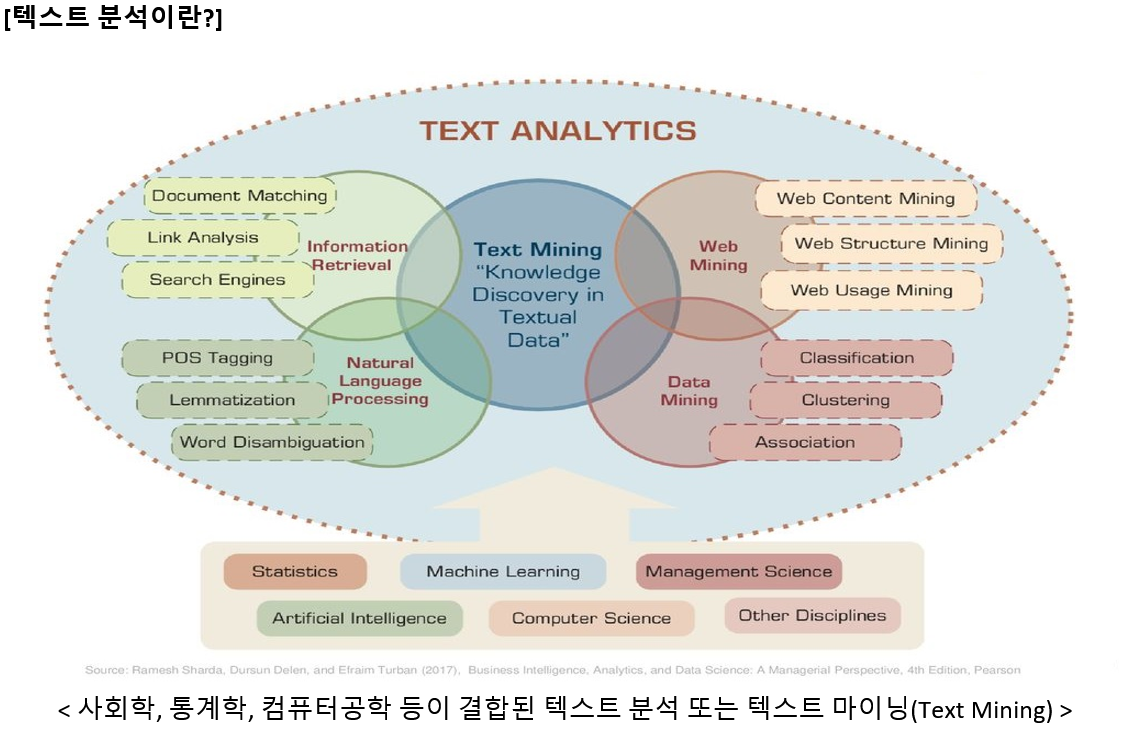 [텍스트 분석이란?]
TEXT ANALYTICS
Document Matching
Link Analysis
Search Engines
Information
Retrieval
POS Tagging
Lemmatization
Word Disambiguation
Natural
Language
Processing
Text Mining
“Knowledge
Discovery in
Textual
Data”
Web
Mining
Web Content Mining
Web Structure Mining
Web Usage Mining
Data
Mining
Classification
Clustering
Association
Statistics
Machine Learning
Management Science
Artificial Intelligence
Computer Science
Other Disciplines
Source: Ramesh Sharda, Dursun Delen, and Efraim Turban (2017), Business Intelligence, Analytics, and Data Science: A Managerial Perspective, 4th Edition, Pearson
< 사회학, 통계학, 컴퓨터공학 등이 결합된 텍스트 분석 또는 텍스트 마이닝(Text Mining) >